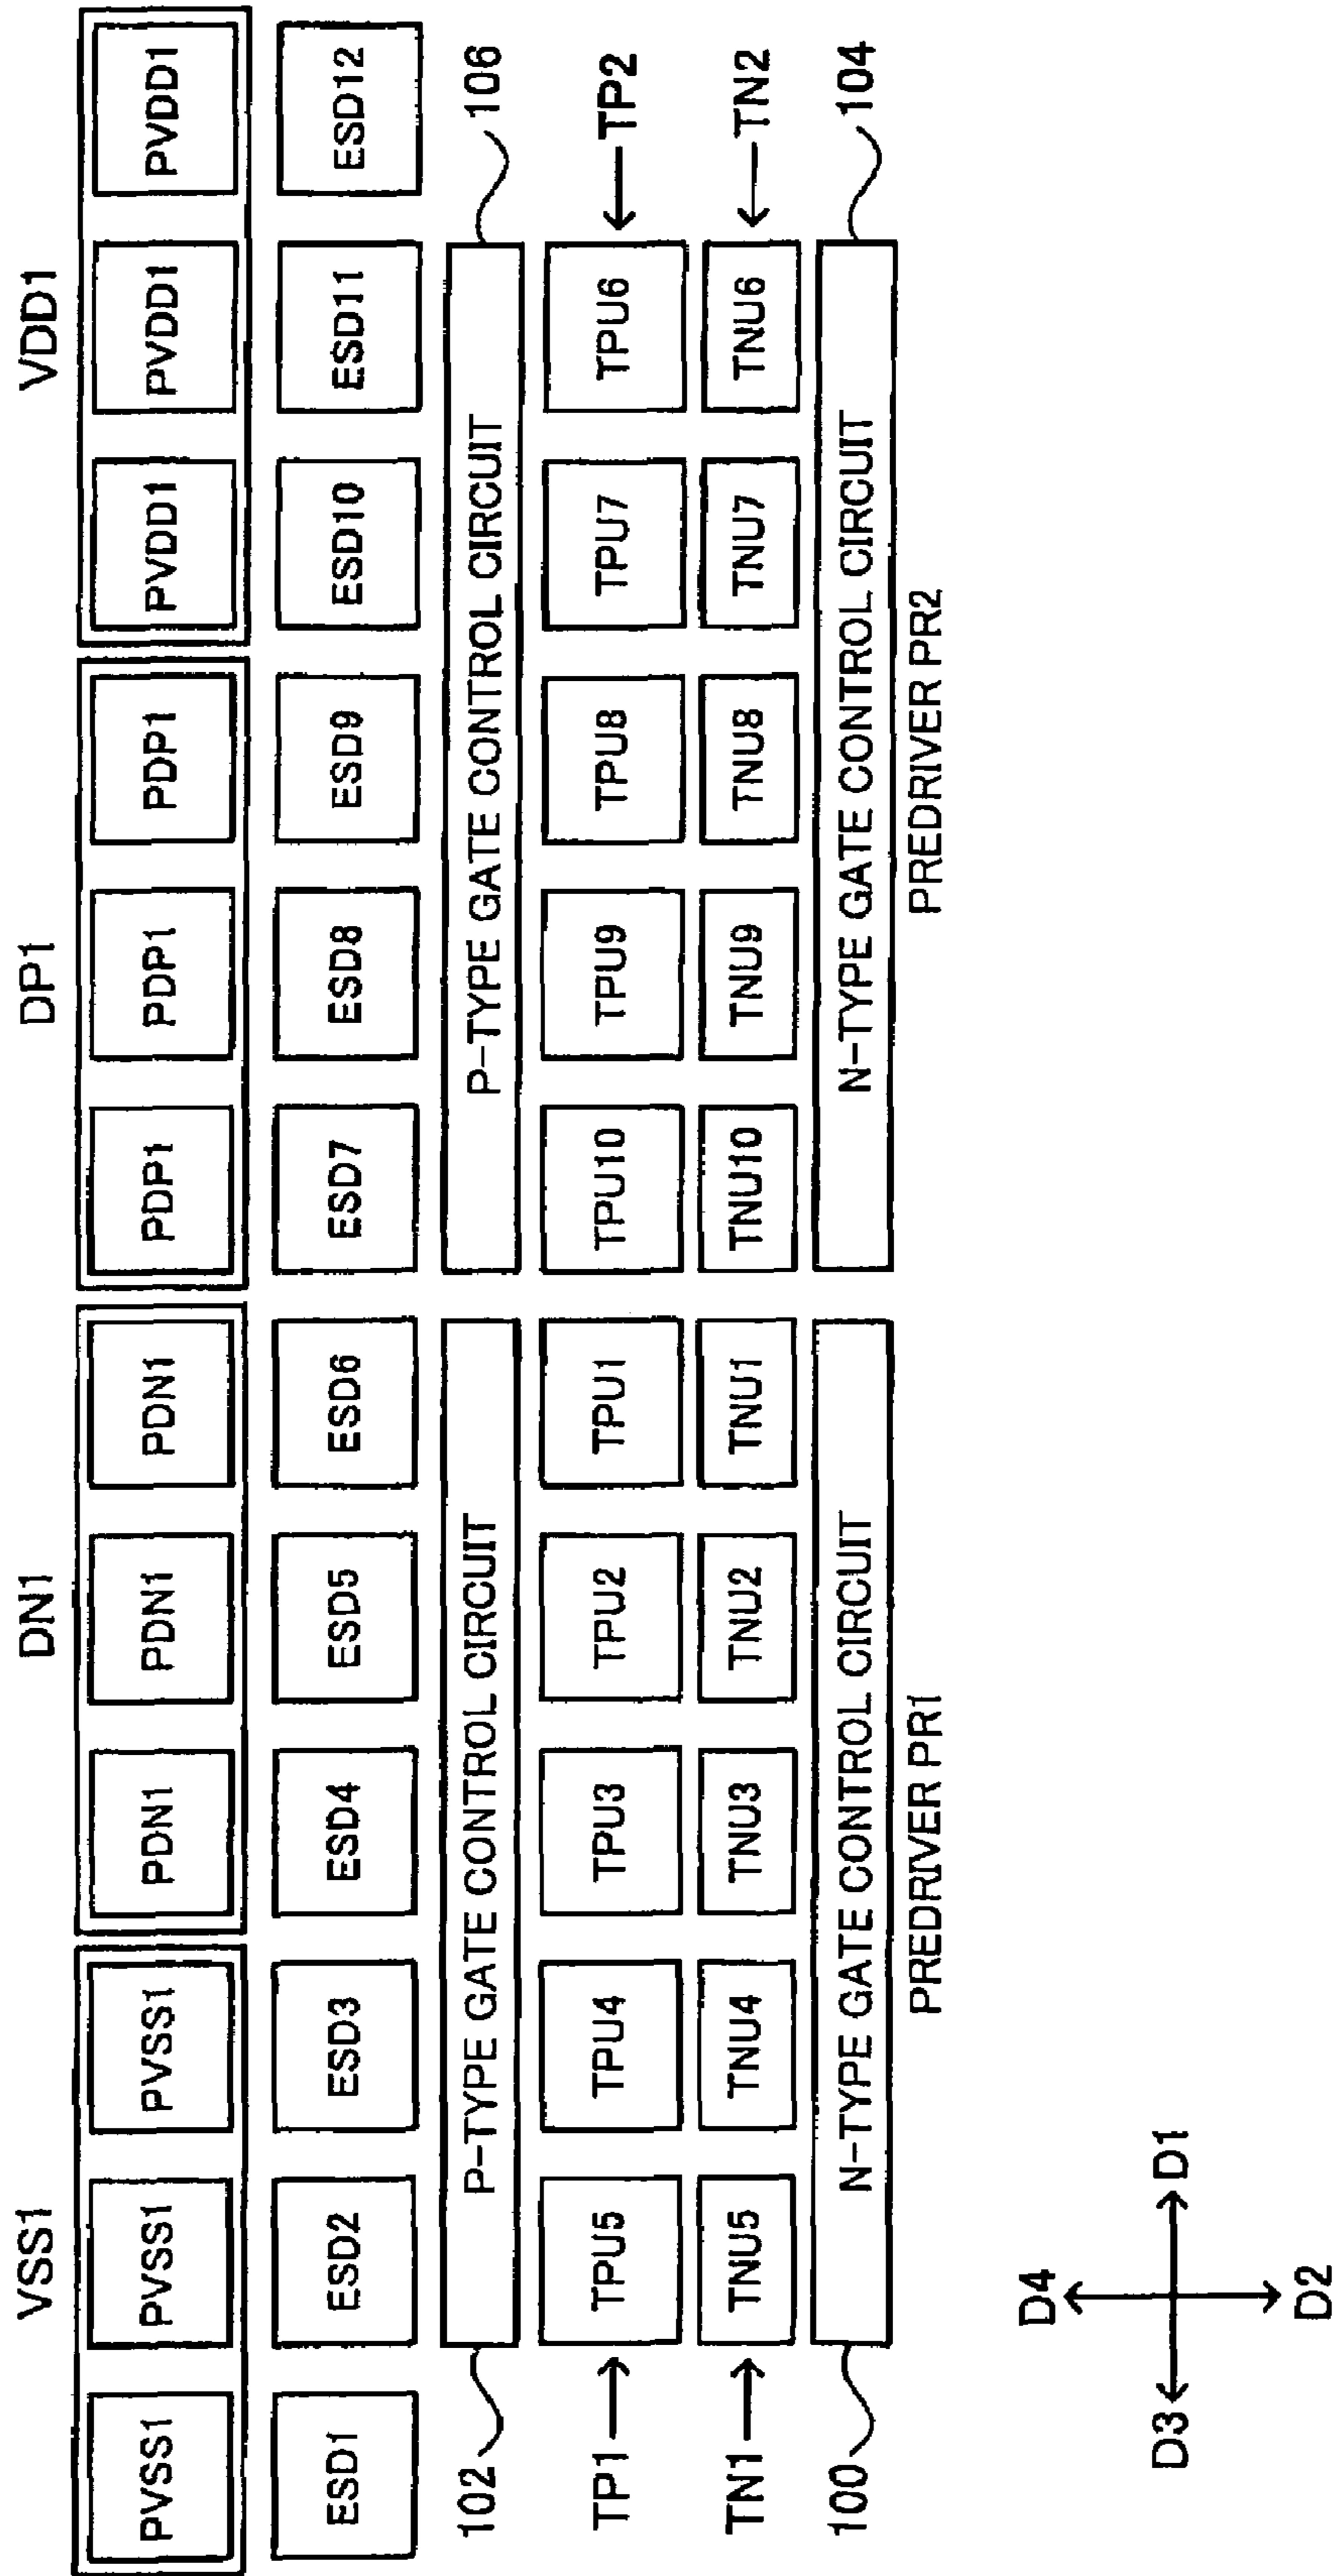 VSS1 DN1 DP1 VDD1
PVSS1 PVSS1 PVSS1 PDN1 PDN1 PDN1 PDP1 PDP1 PDP1 PVDD1 PVDD1 PVDD1
ESD1 ESD2 ESD3 ESD4 ESD5 ESD6 ESD7 ESD8 ESD9 ESD10 ESD11 ESD12
102 P-TYPE GATE CONTROL CIRCUIT P-TYPE GATE CONTROL CIRCUIT 106
TP1 TPU5 TPU4 TPU3 TPU2 TPU1 TPU10 TPU9 TPU8 TPU7 TPU6 TP2
TN1 TNU5 TNU4 TNU3 TNU2 TNU1 TNU10 TNU9 TNU8 TNU7 TNU6 TN2
100 N-TYPE GATE CONTROL CIRCUIT N-TYPE GATE CONTROL CIRCUIT 104
PREDRIVER PR1 PREDRIVER PR2
D4
D3 D1
D2